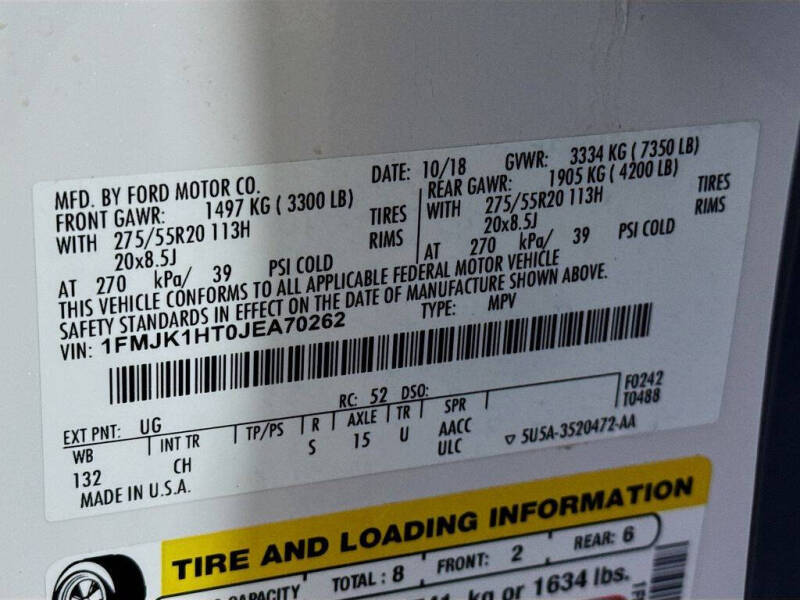 MFD. BY FORD MOTOR CO. DATE: 10/18 GVWR: 3334 KG ( 7350 LB)
FRONT GAWR: 1497 KG ( 3300 LB) REAR GAWR: 1905 KG ( 4200 LB)
WITH 275/55R20 113H TIRES WITH 275/55R20 113H TIRES
20x8.5J RIMS 20x8.5J RIMS
AT 270 kPa/ 39 PSI COLD AT 270 kPa/ 39 PSI COLD
THIS VEHICLE CONFORMS TO ALL APPLICABLE FEDERAL MOTOR VEHICLE
SAFETY STANDARDS IN EFFECT ON THE DATE OF MANUFACTURE SHOWN ABOVE.
VIN: 1FMJK1HT0JEA70262 TYPE: MPV
F0242
T0488
EXT PNT: UG RC: 52 DSO:
WB INT TR TP/PS R AXLE TR SPR
132 CH S 15 U AACC
ULC
▽ 5U5A-3520472-AA
MADE IN U.S.A.
TIRE AND LOADING INFORMATION
CAPACITY TOTAL : 8 FRONT: 2 REAR: 6
kg or 1634 lbs.